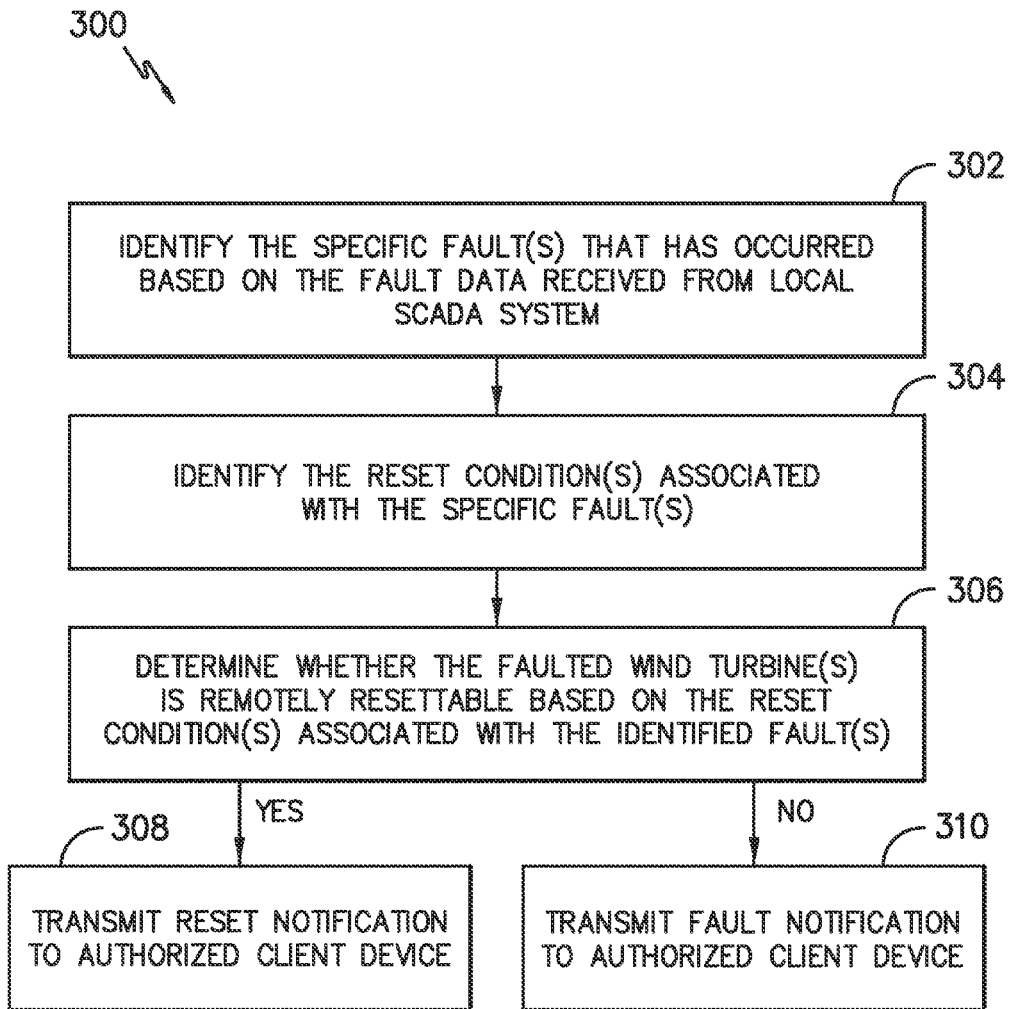 300
302
IDENTIFY THE SPECIFIC FAULT(S) THAT HAS OCCURRED
BASED ON THE FAULT DATA RECEIVED FROM LOCAL
SCADA SYSTEM
304
IDENTIFY THE RESET CONDITION(S) ASSOCIATED
WITH THE SPECIFIC FAULT(S)
306
DETERMINE WHETHER THE FAULTED WIND TURBINE(S)
IS REMOTELY RESETTABLE BASED ON THE RESET
CONDITION(S) ASSOCIATED WITH THE IDENTIFIED FAULT(S)
YES
NO
308
310
TRANSMIT RESET NOTIFICATION
TO AUTHORIZED CLIENT DEVICE
TRANSMIT FAULT NOTIFICATION
TO AUTHORIZED CLIENT DEVICE